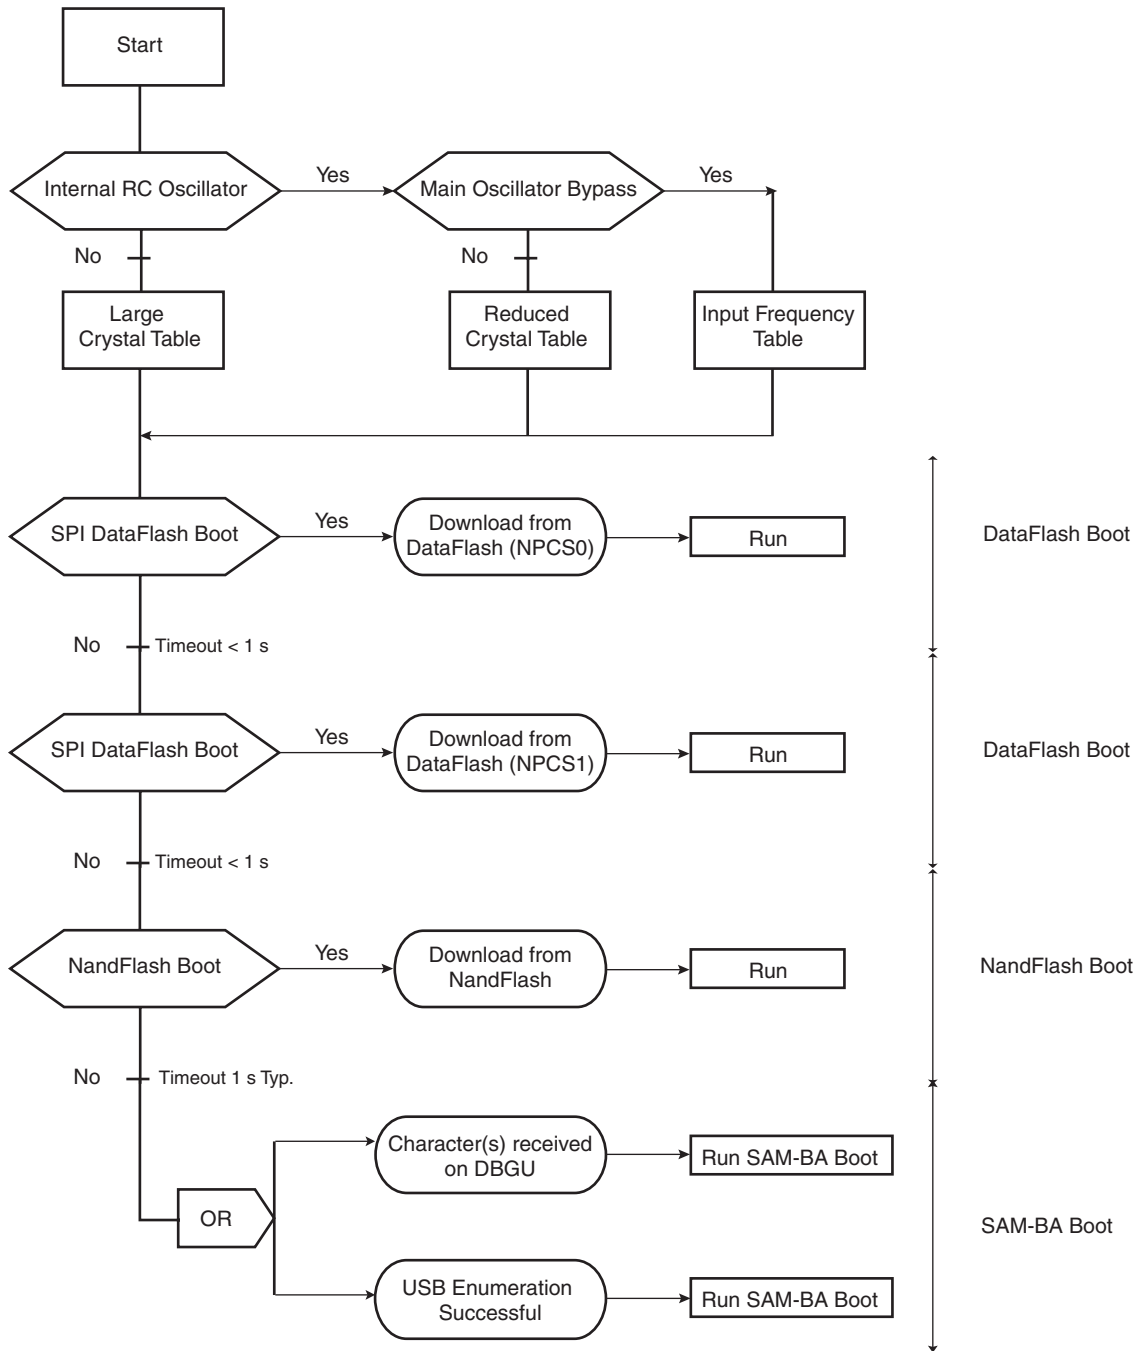 Start
Internal RC Oscillator
Yes
Main Oscillator Bypass
Yes
No
No
Large
Crystal Table
Reduced
Crystal Table
Input Frequency
Table
SPI DataFlash Boot
Yes
Download from
DataFlash (NPCS0)
Run
DataFlash Boot
No
Timeout < 1 s
SPI DataFlash Boot
Yes
Download from
DataFlash (NPCS1)
Run
DataFlash Boot
No
Timeout < 1 s
NandFlash Boot
Yes
Download from
NandFlash
Run
NandFlash Boot
No
Timeout 1 s Typ.
Character(s) received
on DBGU
Run SAM-BA Boot
OR
SAM-BA Boot
USB Enumeration
Successful
Run SAM-BA Boot